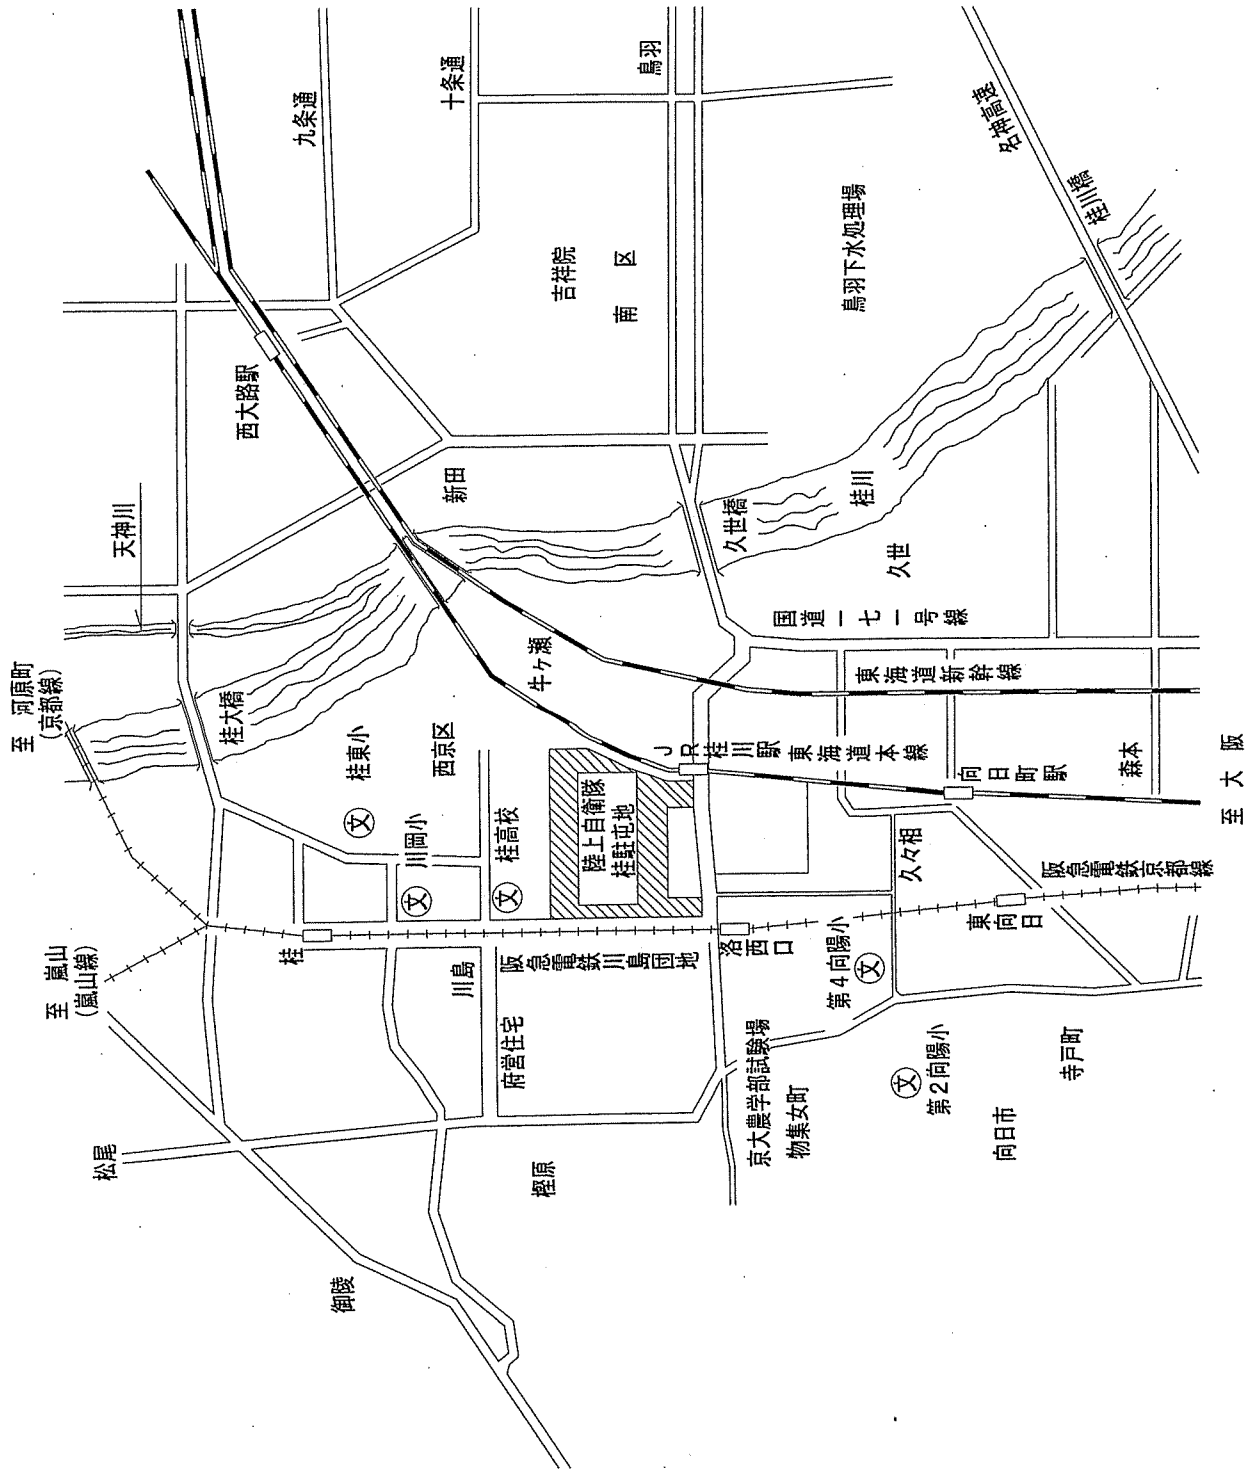 九条通
十条通
鳥羽
名神高速
桂川橋
吉祥院
南区
鳥羽下水処理場
西大路駅
天神川
新田
久世橋
桂川
久世
国道一七一号線
至 河原町
(京都線)
桂大橋
牛ヶ瀬
東海道新幹線
桂東小
西京区
JR桂川駅
東海道本線
向日町駅
森本
至 大阪
文
川岡小
文
桂高校
文
陸上自衛隊
桂駐屯地
久々相
阪急電鉄京都線
至 嵐山
(嵐山線)
桂
川島
阪急電鉄川島団地
洛西口
第4向陽小
文
東向日
府営住宅
京大農学部試験場
物集女町
文
第2向陽小
寺戸町
向日市
松尾
樫原
御陵